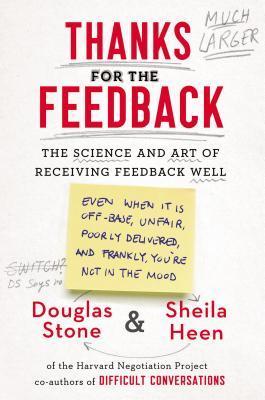 MUCH
LARGER
THANKS
FOR THE
FEEDBACK
THE SCIENCE AND ART OF
RECEIVING FEEDBACK WELL
EVEN WHEN IT IS
OFF-BASE, UNFAIR,
POORLY DELIVERED,
AND FRANKLY, YOU'RE
NOT IN THE MOOD
SWITCH?
DS says no
Douglas & Sheila
Stone Heen
of the Harvard Negotiation Project
co-authors of DIFFICULT CONVERSATIONS